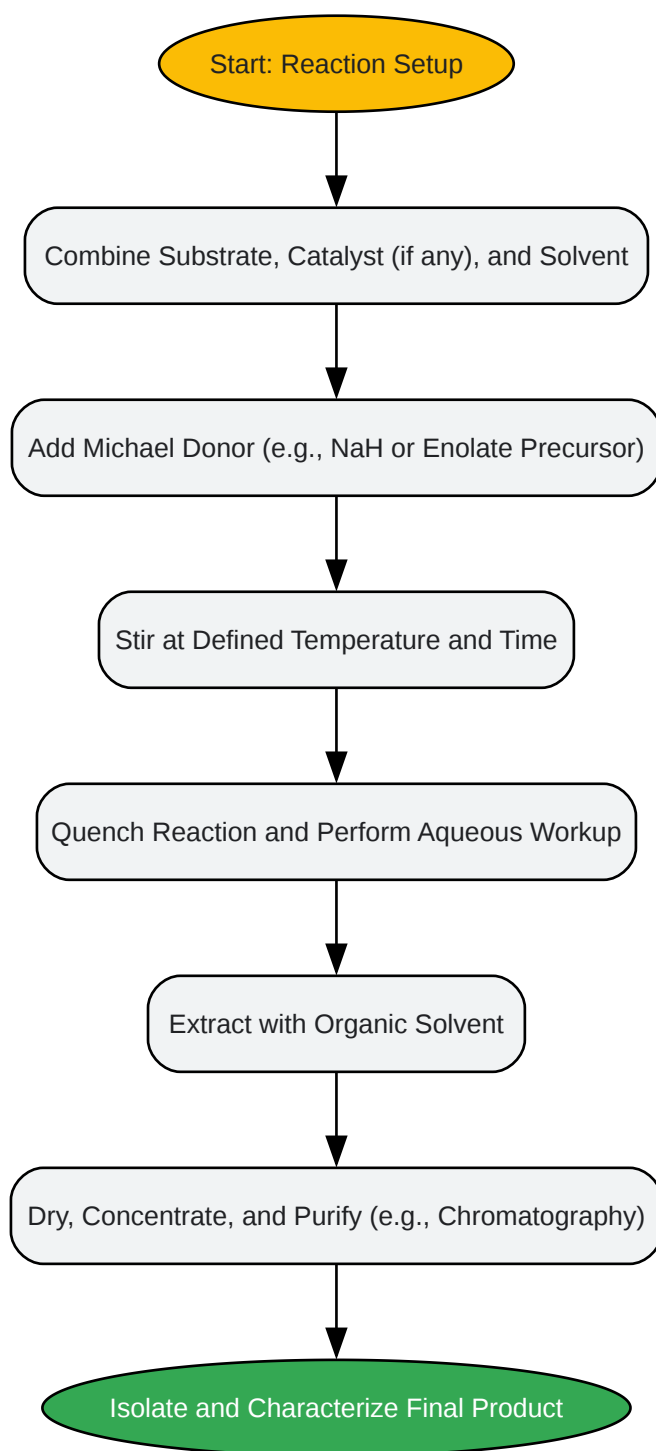 Start: Reaction Setup
Combine Substrate, Catalyst (if any), and Solvent
Add Michael Donor (e.g., NaH or Enolate Precursor)
Stir at Defined Temperature and Time
Quench Reaction and Perform Aqueous Workup
Extract with Organic Solvent
Dry, Concentrate, and Purify (e.g., Chromatography)
Isolate and Characterize Final Product